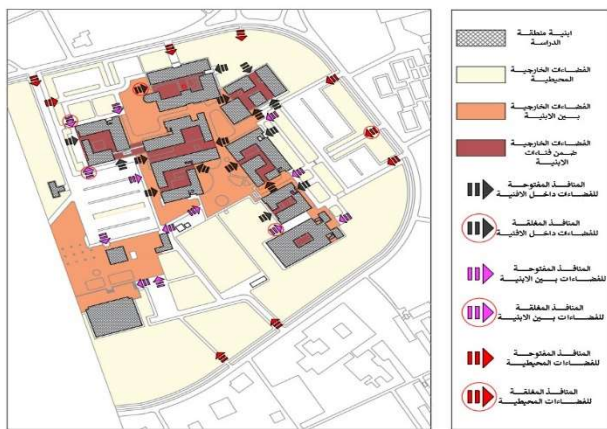 ابنية منطقة
الدراسة
الفضاءات الخارجية
المحيطية
الفضاءات الخارجية
بين الابنية
الفضاءات الخارجية
ضمن فناءات
الابنية
المنافذ المفتوحة
للفضاءات داخل الافنية
المنافذ المغلقة
للفضاءات داخل الافنية
المنافذ المفتوحة
للفضاءات بين الابنية
المنافذ المغلقة
للفضاءات بين الابنية
المنافذ المفتوحة
للفضاءات المحيطية
المنافذ المغلقة
للفضاءات المحيطية